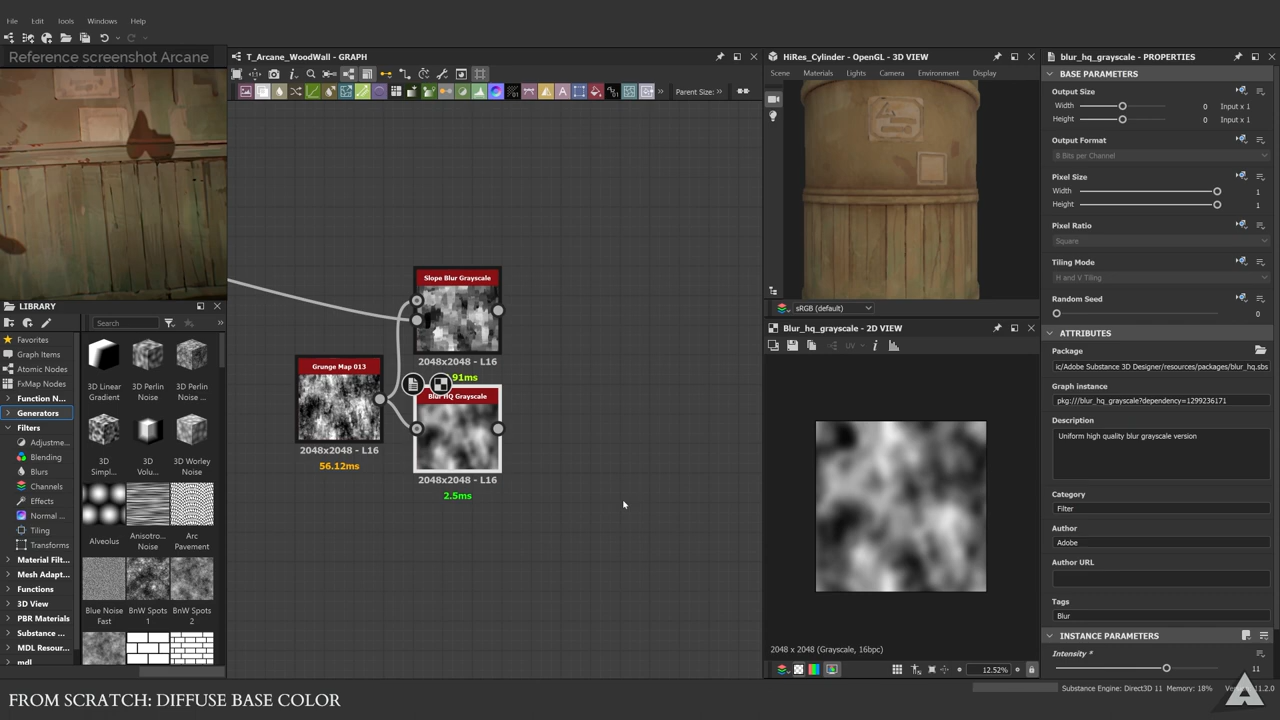 File Edit Tools Windows Help
Reference screenshot Arcane
T_Arcane_WoodWall - GRAPH
Parent Size:
Slope Blur Grayscale
2048x2048 - L16
91ms
Grunge Map 013
2048x2048 - L16
56.12ms
Blur HQ Grayscale
2048x2048 - L16
2.5ms
LIBRARY
Search
Favorites
Graph Items
Atomic Nodes
FxMap Nodes
Function N...
Generators
Filters
Adjustme...
Blending
Blurs
Channels
Effects
Normal ...
Tiling
Transforms
Material Filt...
Mesh Adapt...
Functions
3D View
PBR Materials
Substance ...
MDL Resour...
mdl
3D Linear Gradient
3D Perlin Noise
3D Perlin Noise ...
3D Simpl...
3D Volu...
3D Worley Noise
Alveolus
Anisotro... Noise
Arc Pavement
Blue Noise Fast
BnW Spots 1
BnW Spots 2
HiRes_Cylinder - OpenGL - 3D VIEW
Scene Materials Lights Camera Environment Display
sRGB (default)
Blur_hq_grayscale - 2D VIEW
UV
2048 x 2048 (Grayscale, 16bpc)
12.52%
blur_hq_grayscale - PROPERTIES
BASE PARAMETERS
Output Size
Width 0 Input x 1
Height 0 Input x 1
Output Format
8 Bits per Channel
Pixel Size
Width 1
Height 1
Pixel Ratio
Square
Tiling Mode
H and V Tiling
Random Seed
0
ATTRIBUTES
Package
ic/Adobe Substance 3D Designer/resources/packages/blur_hq.sbs
Graph instance
pkg:///blur_hq_grayscale?dependency=1299236171
Description
Uniform high quality blur grayscale version
Category
Filter
Author
Adobe
Author URL
Tags
Blur
INSTANCE PARAMETERS
Intensity *
11
Substance Engine: Direct3D 11 Memory: 18%
FROM SCRATCH: DIFFUSE BASE COLOR